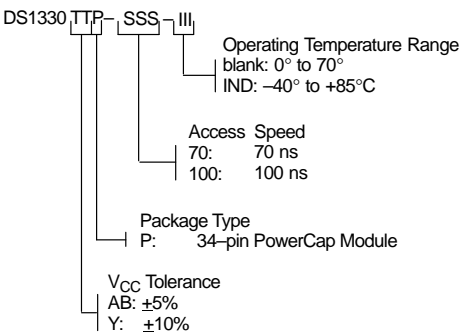 DS1330 TTP– SSS –III
Operating Temperature Range
blank: 0° to 70°
IND: –40° to +85°C
Access Speed
70: 70 ns
100: 100 ns
Package Type
P: 34–pin PowerCap Module
VCC Tolerance
AB: ±5%
Y: ±10%